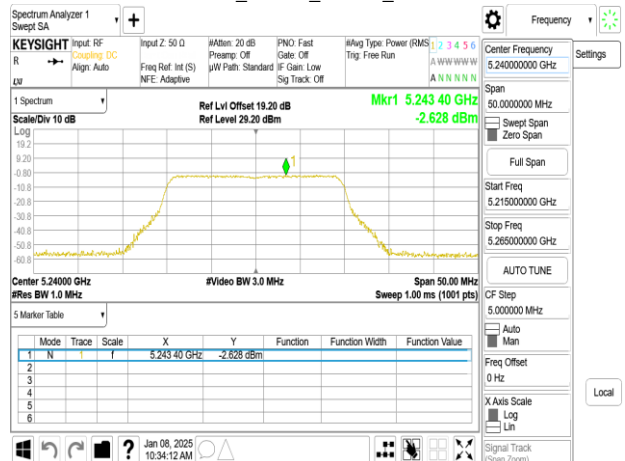 Spectrum Analyzer 1
Swept SA
+
Frequency
KEYSIGHT
R
Input: RF
Coupling: DC
Align: Auto
Input Z: 50 Ω
Freq Ref: Int (S)
NFE: Adaptive
#Atten: 20 dB
Preamp: Off
µW Path: Standard
PNO: Fast
Gate: Off
IF Gain: Low
Sig Track: Off
#Avg Type: Power (RMS
Trig: Free Run
1 2 3 4 5 6
A W W W W W
A N N N N N
Center Frequency
5.240000000 GHz
Settings
Span
50.0000000 MHz
Swept Span
Zero Span
Full Span
Start Freq
5.215000000 GHz
Stop Freq
5.265000000 GHz
AUTO TUNE
CF Step
5.000000 MHz
Auto
Man
Freq Offset
0 Hz
X Axis Scale
Log
Lin
Local
Signal Track
(Span Zoom)
1 Spectrum
Scale/Div 10 dB
Ref Lvl Offset 19.20 dB
Ref Level 29.20 dBm
Mkr1 5.243 40 GHz
-2.628 dBm
Log
19.2
9.20
-0.80
-10.8
-20.8
-30.8
-40.8
-50.8
-60.8
1
Center 5.24000 GHz
#Res BW 1.0 MHz
#Video BW 3.0 MHz
Span 50.00 MHz
Sweep 1.00 ms (1001 pts)
5 Marker Table
Mode Trace Scale X Y Function Function Width Function Value
1 N 1 f 5.243 40 GHz -2.628 dBm
2
3
4
5
6
?
Jan 08, 2025
10:34:12 AM